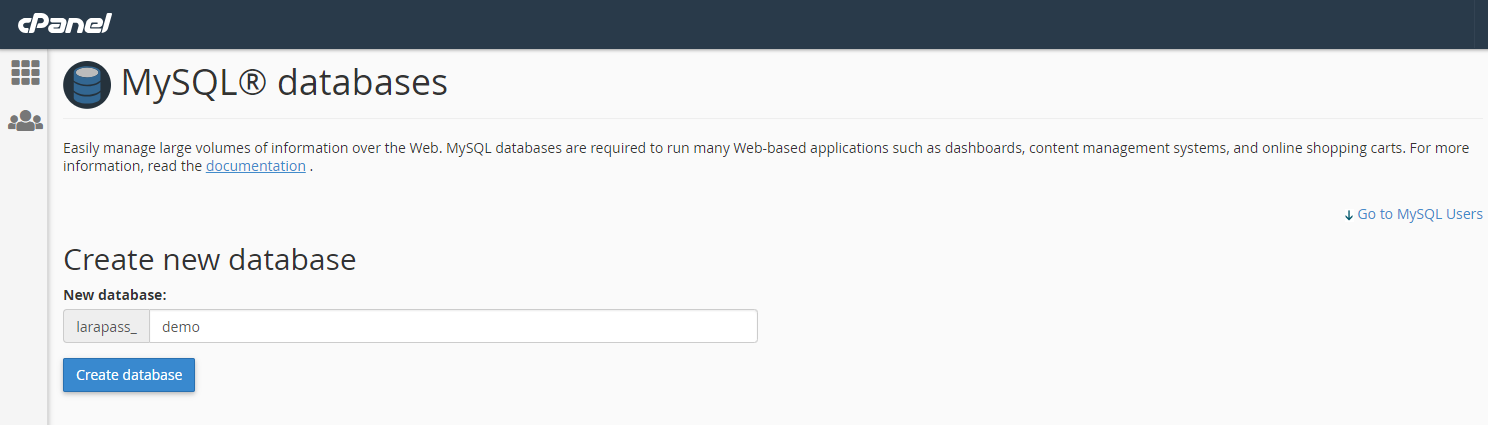 cPanel
MySQL® databases
Easily manage large volumes of information over the Web. MySQL databases are required to run many Web-based applications such as dashboards, content management systems, and online shopping carts. For more
information, read the documentation .
Go to MySQL Users
Create new database
New database:
larapass_ demo
Create database